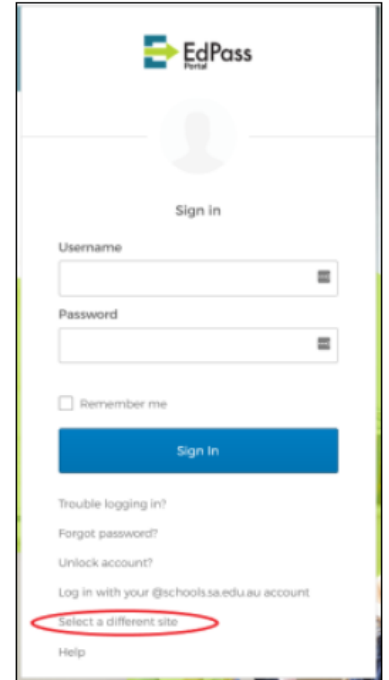 EdPass
Portal
Sign in
Username
Password
Remember me
Sign In
Trouble logging in?
Forgot password?
Unlock account?
Log in with your @schools.sa.edu.au account
Select a different site
Help